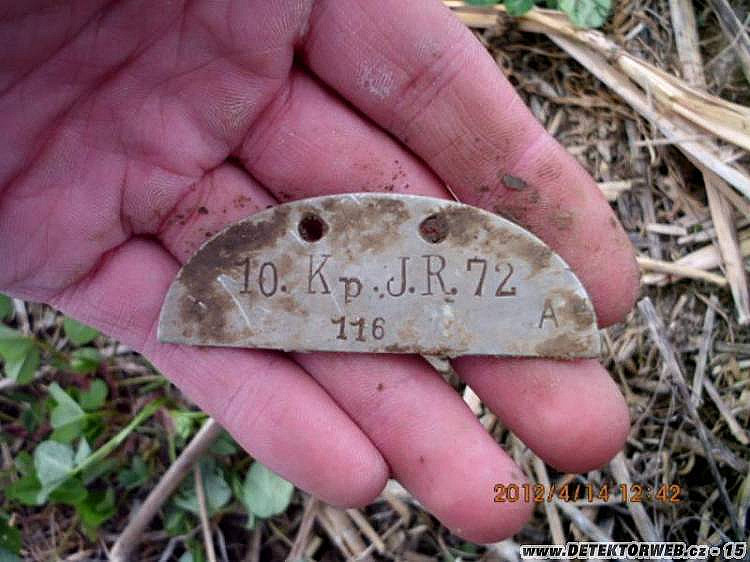 10. Kp. J.R. 72
116 A
2012/4/14 12:42
www.DETEKTORWEB.cz - 15